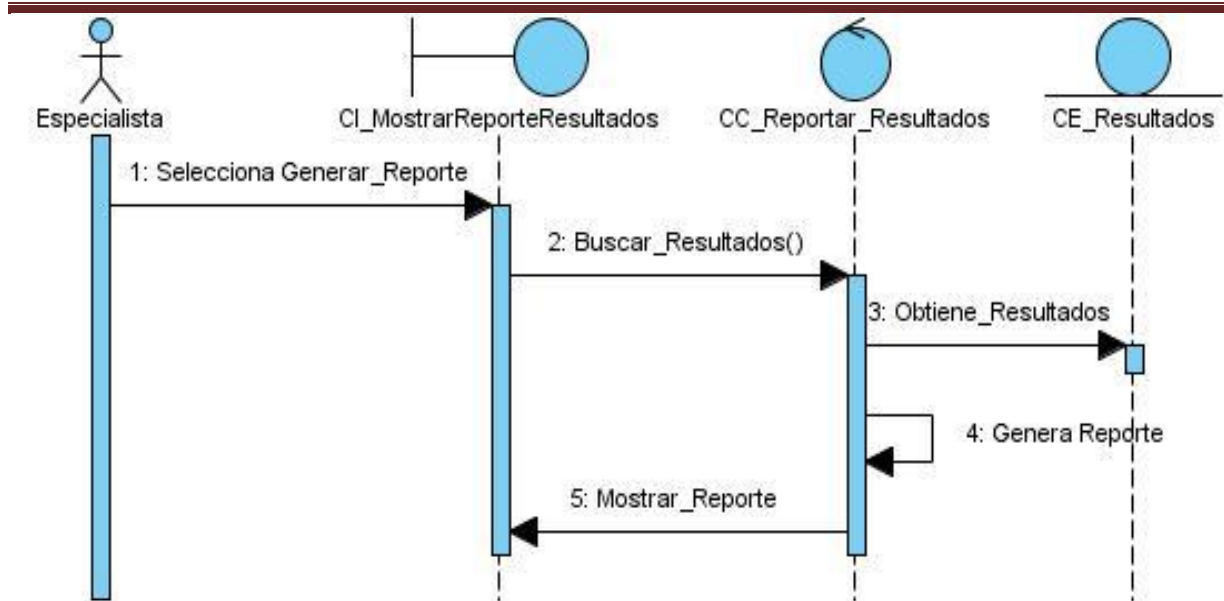 Especialista
CI_MostrarReporteResultados
CC_Reportar_Resultados
CE_Resultados
1: Selecciona Generar_Reporte
2: Buscar_Resultados()
3: Obtiene_Resultados
4: Genera Reporte
5: Mostrar_Reporte